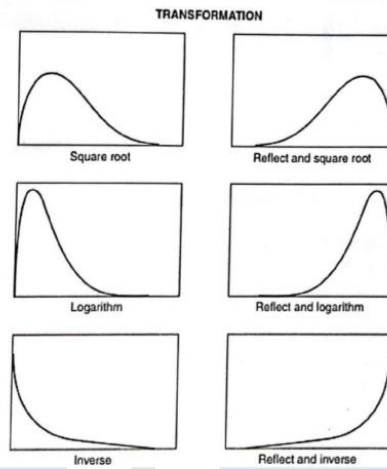 TRANSFORMATION
Square root
Reflect and square root
Logarithm
Reflect and logarithm
Inverse
Reflect and inverse